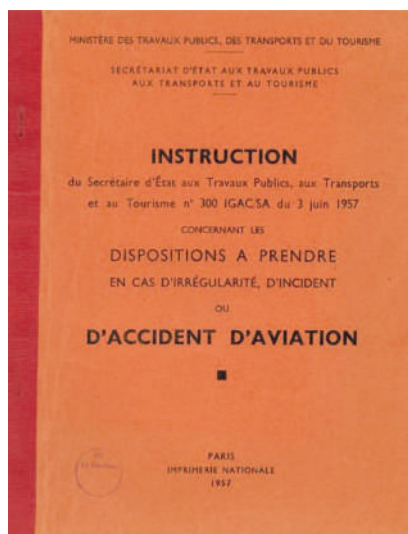 MINISTÈRE DES TRAVAUX PUBLICS, DES TRANSPORTS ET DU TOURISME
SECRÉTARIAT D'ÉTAT AUX TRAVAUX PUBLICS
AUX TRANSPORTS ET AU TOURISME
INSTRUCTION
du Secrétaire d'État aux Travaux Publics, aux Transports
et au Tourisme n° 300 IGAC/SA du 3 juin 1957
CONCERNANT LES
DISPOSITIONS A PRENDRE
EN CAS D'IRRÉGULARITÉ, D'INCIDENT
OU
D'ACCIDENT D'AVIATION
PARIS
IMPRIMERIE NATIONALE
1957